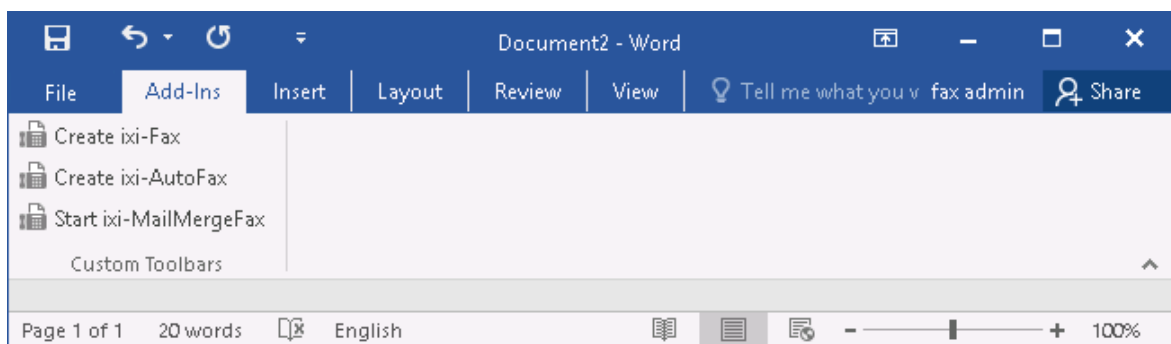 Document2 - Word
File Add-Ins Insert Layout Review View Tell me what you v fax admin Share
Create ixi-Fax
Create ixi-AutoFax
Start ixi-MailMergeFax
Custom Toolbars
Page 1 of 1 20 words English 100%